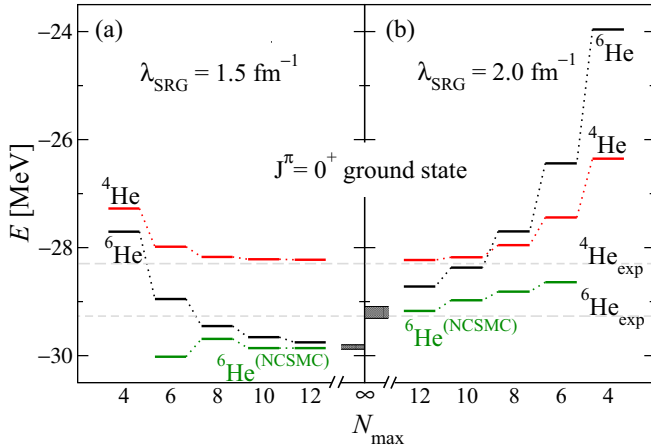 (a)
(b)
λSRG = 1.5 fm⁻¹
λSRG = 2.0 fm⁻¹
⁶He
⁴He
Jπ= 0⁺ ground state
⁴He
⁶He
⁴Heexp
⁶Heexp
⁶He(NCSMC)
⁶He(NCSMC)
E [MeV]
−24
−26
−28
−30
4 6 8 10 12 ∞ 12 10 8 6 4
Nmax